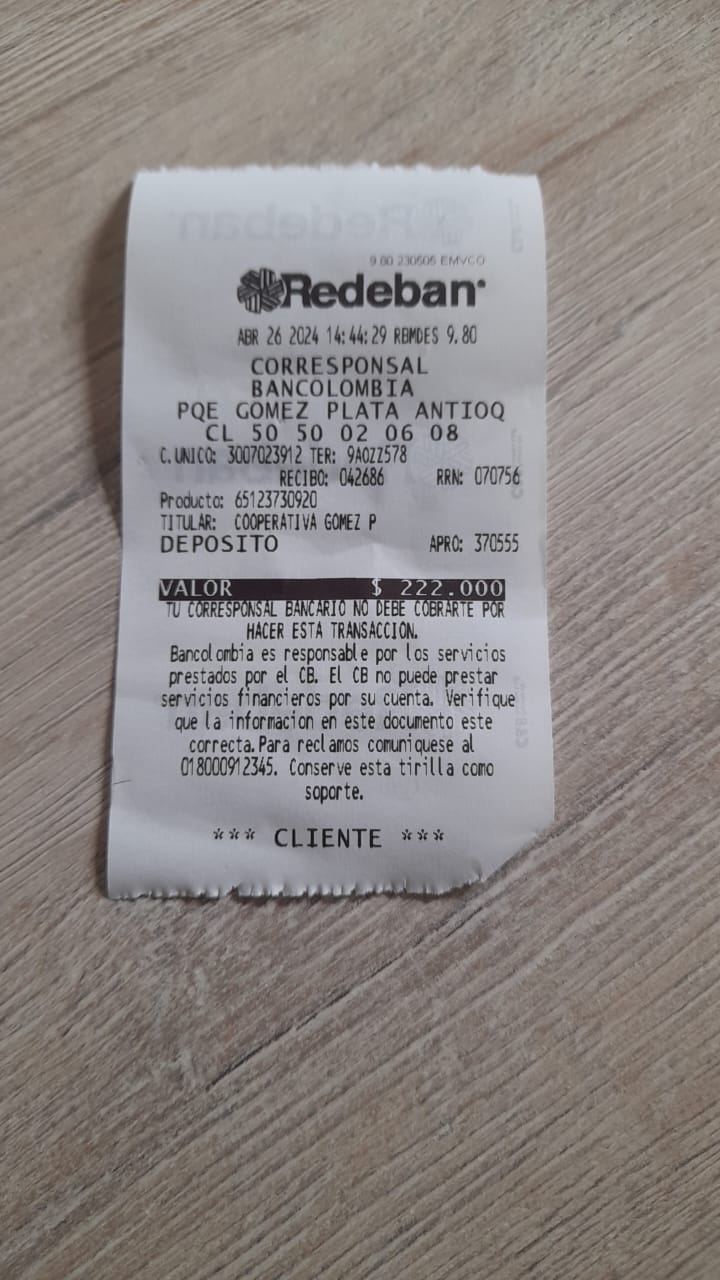 9.80 230606 EMVCO
Redeban
ABR 26 2024 14:44:29 RBMDES 9.80
CORRESPONSAL
BANCOLOMBIA
PQE GOMEZ PLATA ANTIOQ
CL 50 50 02 06 08
C.UNICO: 3007023912 TER: 9AOZZ578
RECIBO: 042686 RRN: 070756
Producto: 65123730920
TITULAR: COOPERATIVA GOMEZ P
DEPOSITO APRO: 370555
VALOR $ 222.000
TU CORRESPONSAL BANCARIO NO DEBE COBRARTE POR
HACER ESTA TRANSACCION.
Bancolombia es responsable por los servicios
prestados por el CB. El CB no puede prestar
servicios financieros por su cuenta. Verifique
que la informacion en este documento este
correcta.Para reclamos comuniquese al
018000912345. Conserve esta tirilla como
soporte.
*** CLIENTE ***